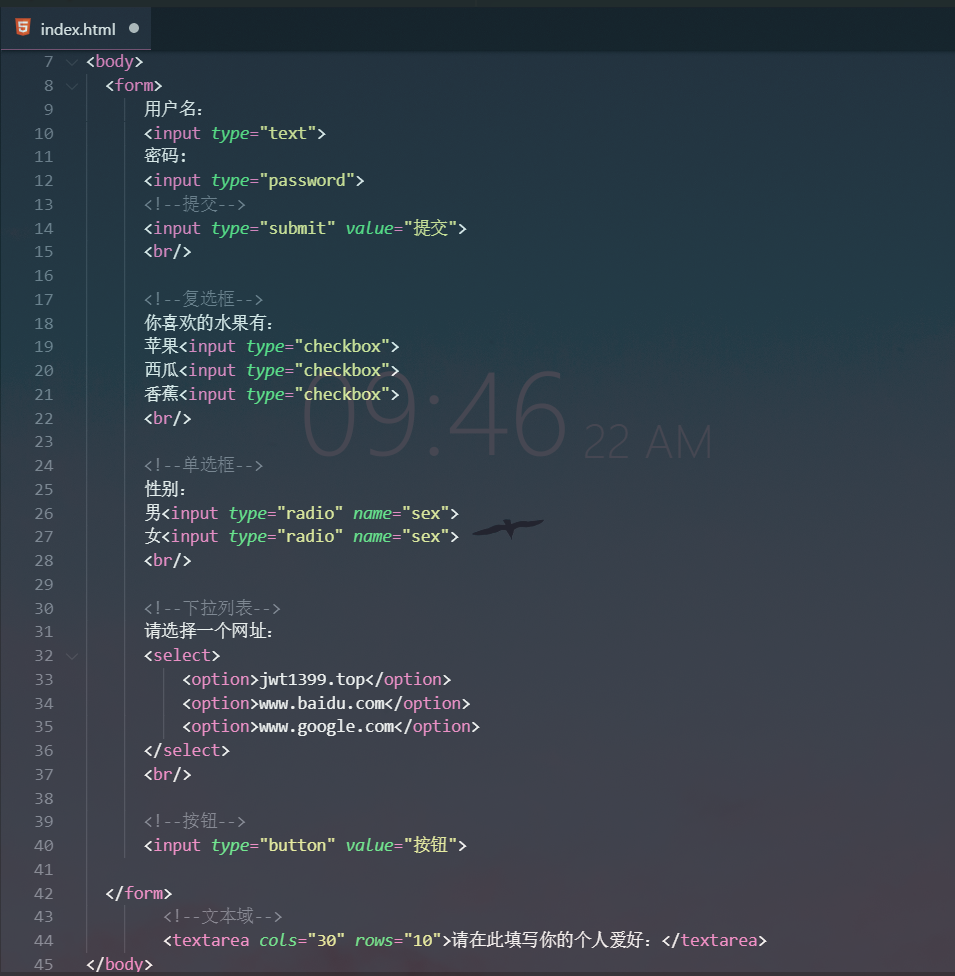 index.html
7 <body>
8 <form>
9 用户名：
10 <input type="text">
11 密码：
12 <input type="password">
13 <!--提交-->
14 <input type="submit" value="提交">
15 <br/>
16
17 <!--复选框-->
18 你喜欢的水果有：
19 苹果<input type="checkbox">
20 西瓜<input type="checkbox">
21 香蕉<input type="checkbox">
22 <br/>
23
24 <!--单选框-->
25 性别：
26 男<input type="radio" name="sex">
27 女<input type="radio" name="sex">
28 <br/>
29
30 <!--下拉列表-->
31 请选择一个网址：
32 <select>
33 <option>jwt1399.top</option>
34 <option>www.baidu.com</option>
35 <option>www.google.com</option>
36 </select>
37 <br/>
38
39 <!--按钮-->
40 <input type="button" value="按钮">
41
42 </form>
43 <!--文本域-->
44 <textarea cols="30" rows="10">请在此填写你的个人爱好：</textarea>
45 </body>
09:46 22 AM